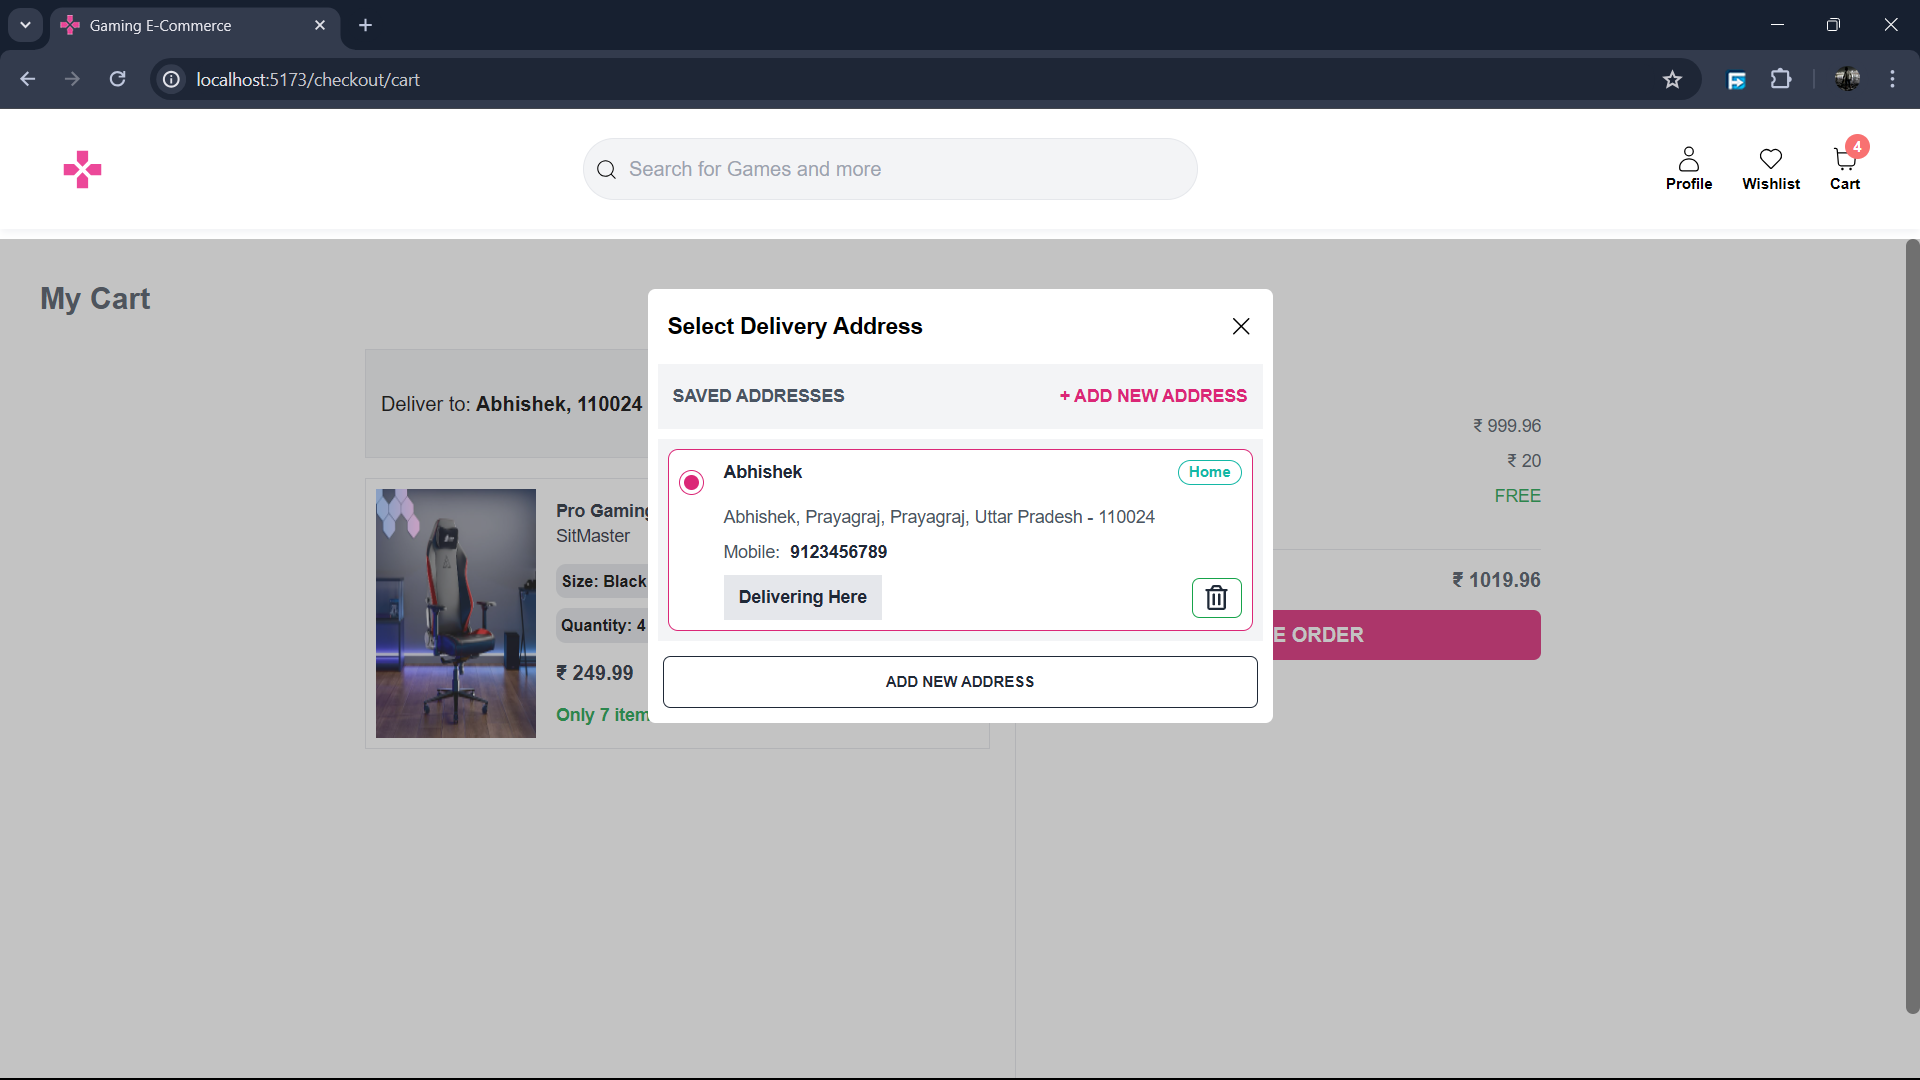 Gaming E-Commerce
localhost:5173/checkout/cart
Search for Games and more
Profile
Wishlist
4
Cart
My Cart
Deliver to: Abhishek, 110024
Pro Gaming
SitMaster
Size: Black
Quantity: 4
₹ 249.99
Only 7 item
Select Delivery Address
SAVED ADDRESSES
+ ADD NEW ADDRESS
Abhishek
Home
Abhishek, Prayagraj, Prayagraj, Uttar Pradesh - 110024
Mobile: 9123456789
Delivering Here
ADD NEW ADDRESS
₹ 999.96
₹ 20
FREE
₹ 1019.96
E ORDER